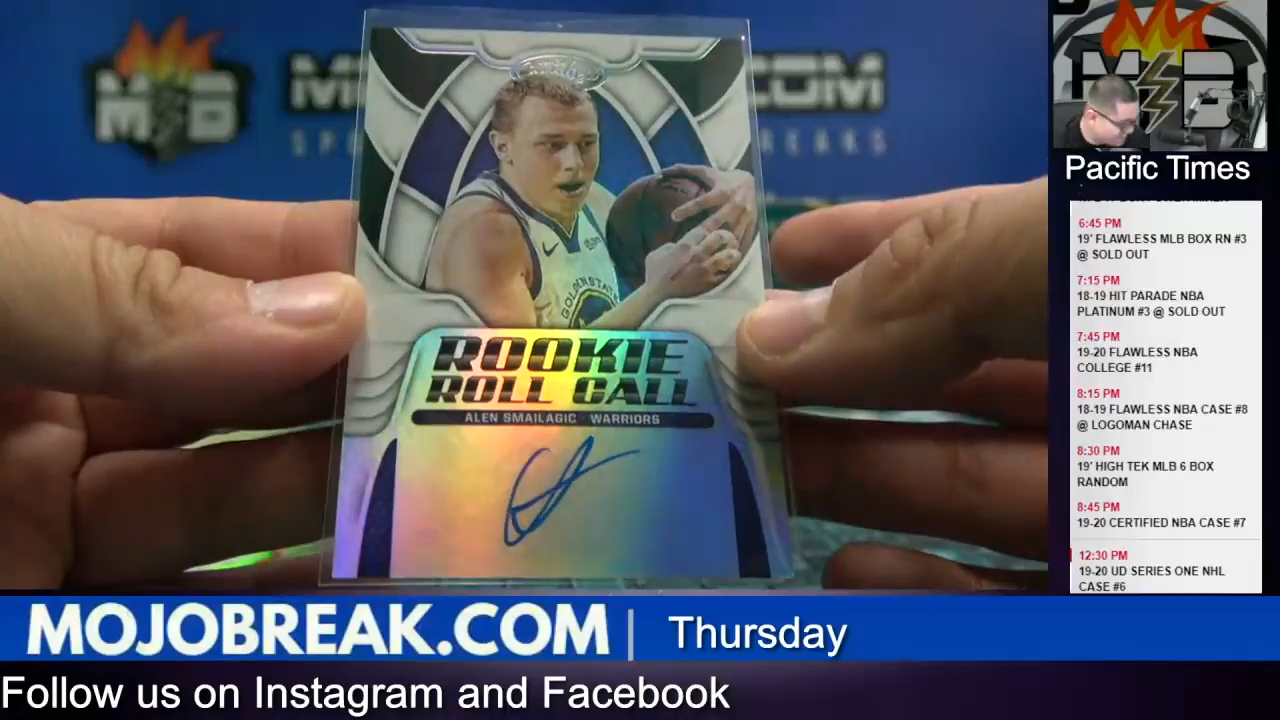 MB
ROOKIE
ROLL CALL
ALEN SMAILAGIC · WARRIORS
GOLDEN STATE
MB
Pacific Times
6:45 PM
19' FLAWLESS MLB BOX RN #3
@ SOLD OUT
7:15 PM
18-19 HIT PARADE NBA
PLATINUM #3 @ SOLD OUT
7:45 PM
19-20 FLAWLESS NBA
COLLEGE #11
8:15 PM
18-19 FLAWLESS NBA CASE #8
@ LOGOMAN CHASE
8:30 PM
19' HIGH TEK MLB 6 BOX
RANDOM
8:45 PM
19-20 CERTIFIED NBA CASE #7
12:30 PM
19-20 UD SERIES ONE NHL
CASE #6
MOJOBREAK.COM | Thursday
Follow us on Instagram and Facebook